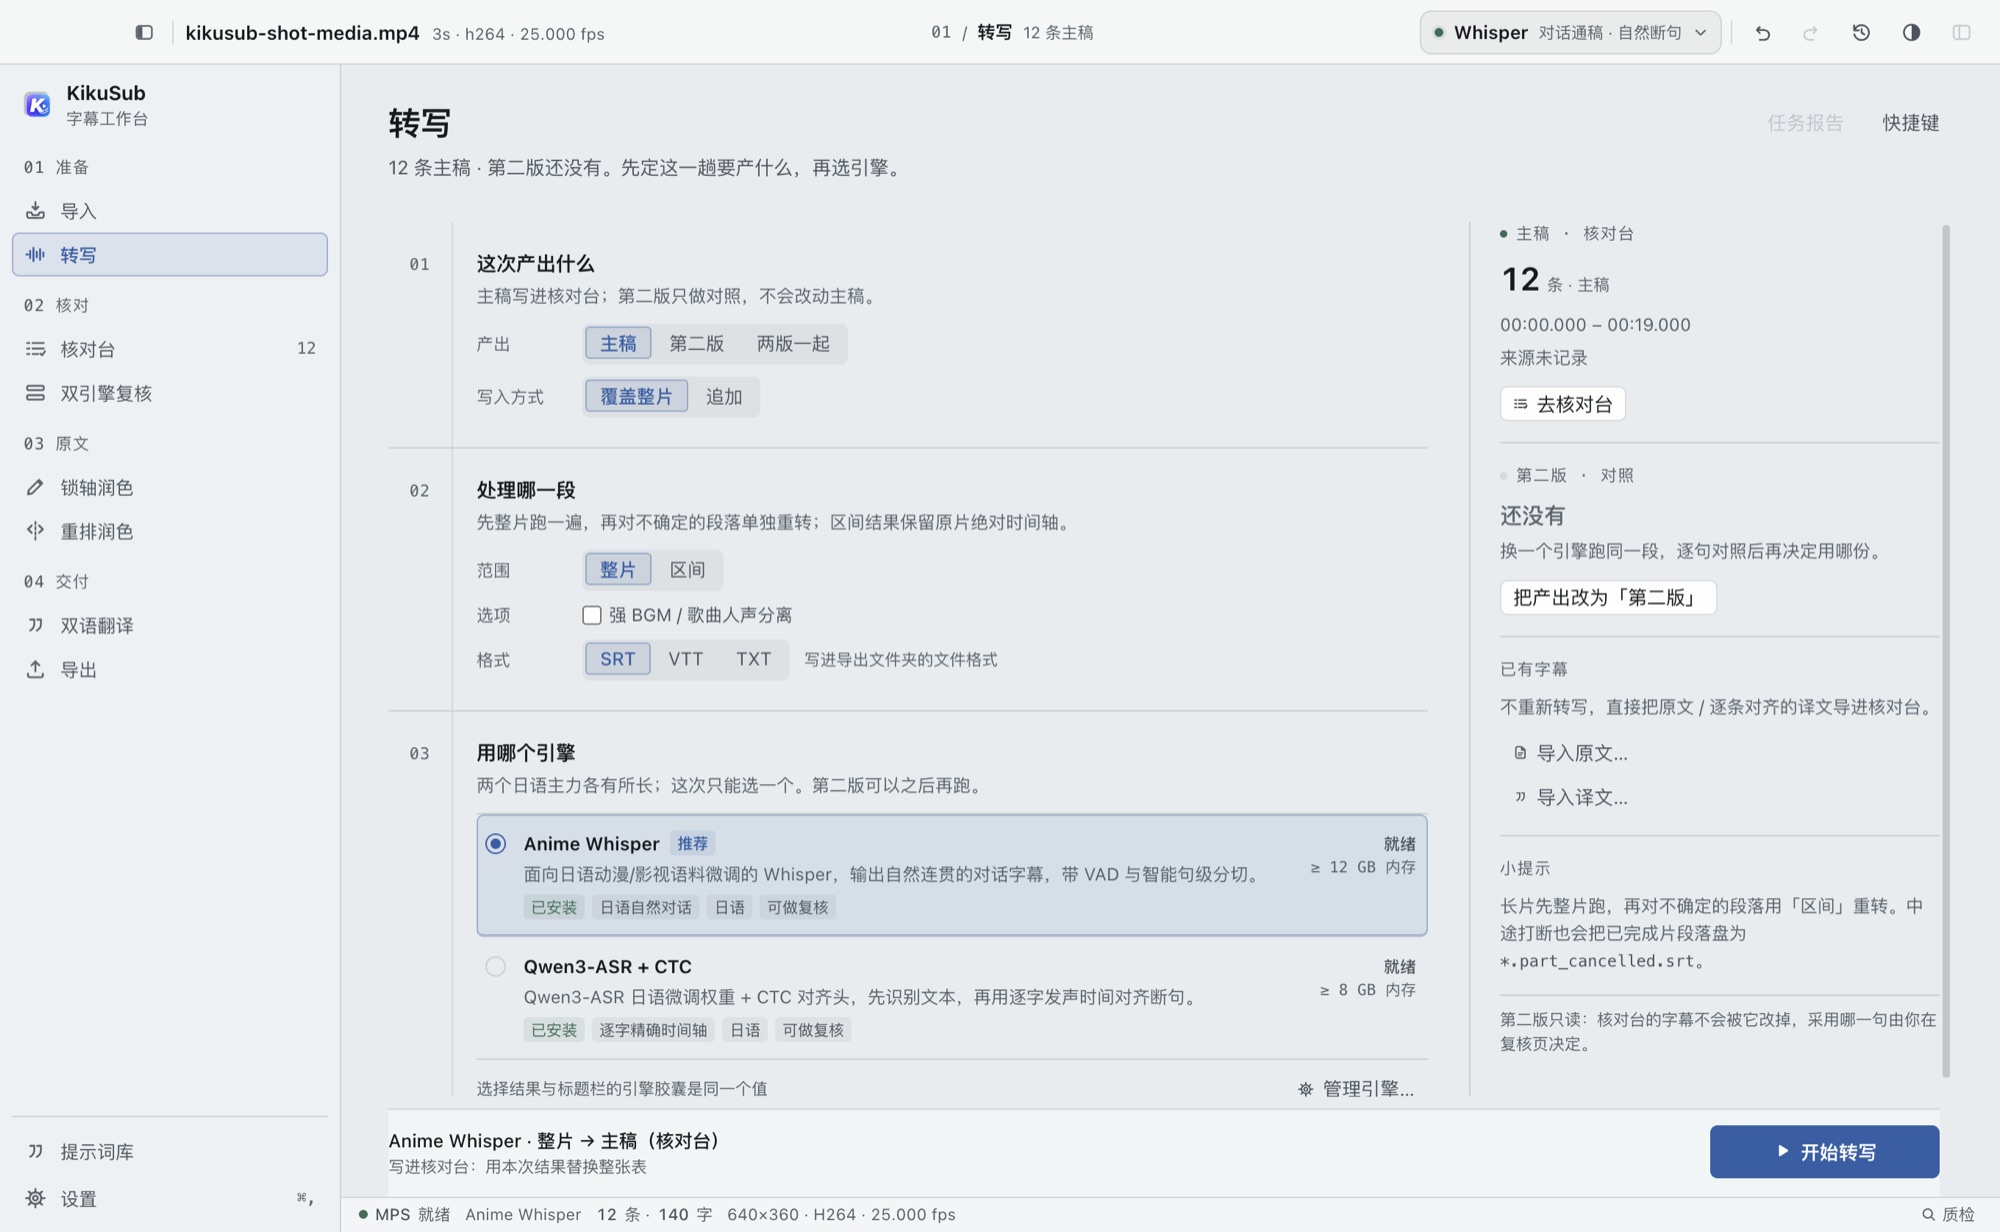 kikusub-shot-media.mp4 3s · h264 · 25.000 fps
01 / 转写 12 条主稿
Whisper 对话通稿 · 自然断句
KikuSub
字幕工作台
01 准备
导入
转写
02 核对
核对台 12
双引擎复核
03 原文
锁轴润色
重排润色
04 交付
双语翻译
导出
提示词库
设置 ⌘,
转写
任务报告 快捷键
12 条主稿 · 第二版还没有。先定这一趟要产什么，再选引擎。
01 这次产出什么
主稿写进核对台；第二版只做对照，不会改动主稿。
产出 主稿 第二版 两版一起
写入方式 覆盖整片 追加
02 处理哪一段
先整片跑一遍，再对不确定的段落单独重转；区间结果保留原片绝对时间轴。
范围 整片 区间
选项 强 BGM / 歌曲人声分离
格式 SRT VTT TXT 写进导出文件夹的文件格式
03 用哪个引擎
两个日语主力各有所长；这次只能选一个。第二版可以之后再跑。
Anime Whisper 推荐 就绪
面向日语动漫/影视语料微调的 Whisper，输出自然连贯的对话字幕，带 VAD 与智能句级分切。 ≥ 12 GB 内存
已安装 日语自然对话 日语 可做复核
Qwen3-ASR + CTC 就绪
Qwen3-ASR 日语微调权重 + CTC 对齐头，先识别文本，再用逐字发声时间对齐断句。 ≥ 8 GB 内存
已安装 逐字精确时间轴 日语 可做复核
选择结果与标题栏的引擎胶囊是同一个值 管理引擎...
主稿 · 核对台
12 条 · 主稿
00:00.000 – 00:19.000
来源未记录
去核对台
第二版 · 对照
还没有
换一个引擎跑同一段，逐句对照后再决定用哪份。
把产出改为「第二版」
已有字幕
不重新转写，直接把原文 / 逐条对齐的译文导进核对台。
导入原文...
导入译文...
小提示
长片先整片跑，再对不确定的段落用「区间」重转。中
途打断也会把已完成片段落盘为
*.part_cancelled.srt。
第二版只读：核对台的字幕不会被它改掉，采用哪一句由你在
复核页决定。
Anime Whisper · 整片 → 主稿（核对台）
写进核对台：用本次结果替换整张表
开始转写
MPS 就绪 Anime Whisper 12 条 · 140 字 640×360 · H264 · 25.000 fps
质检